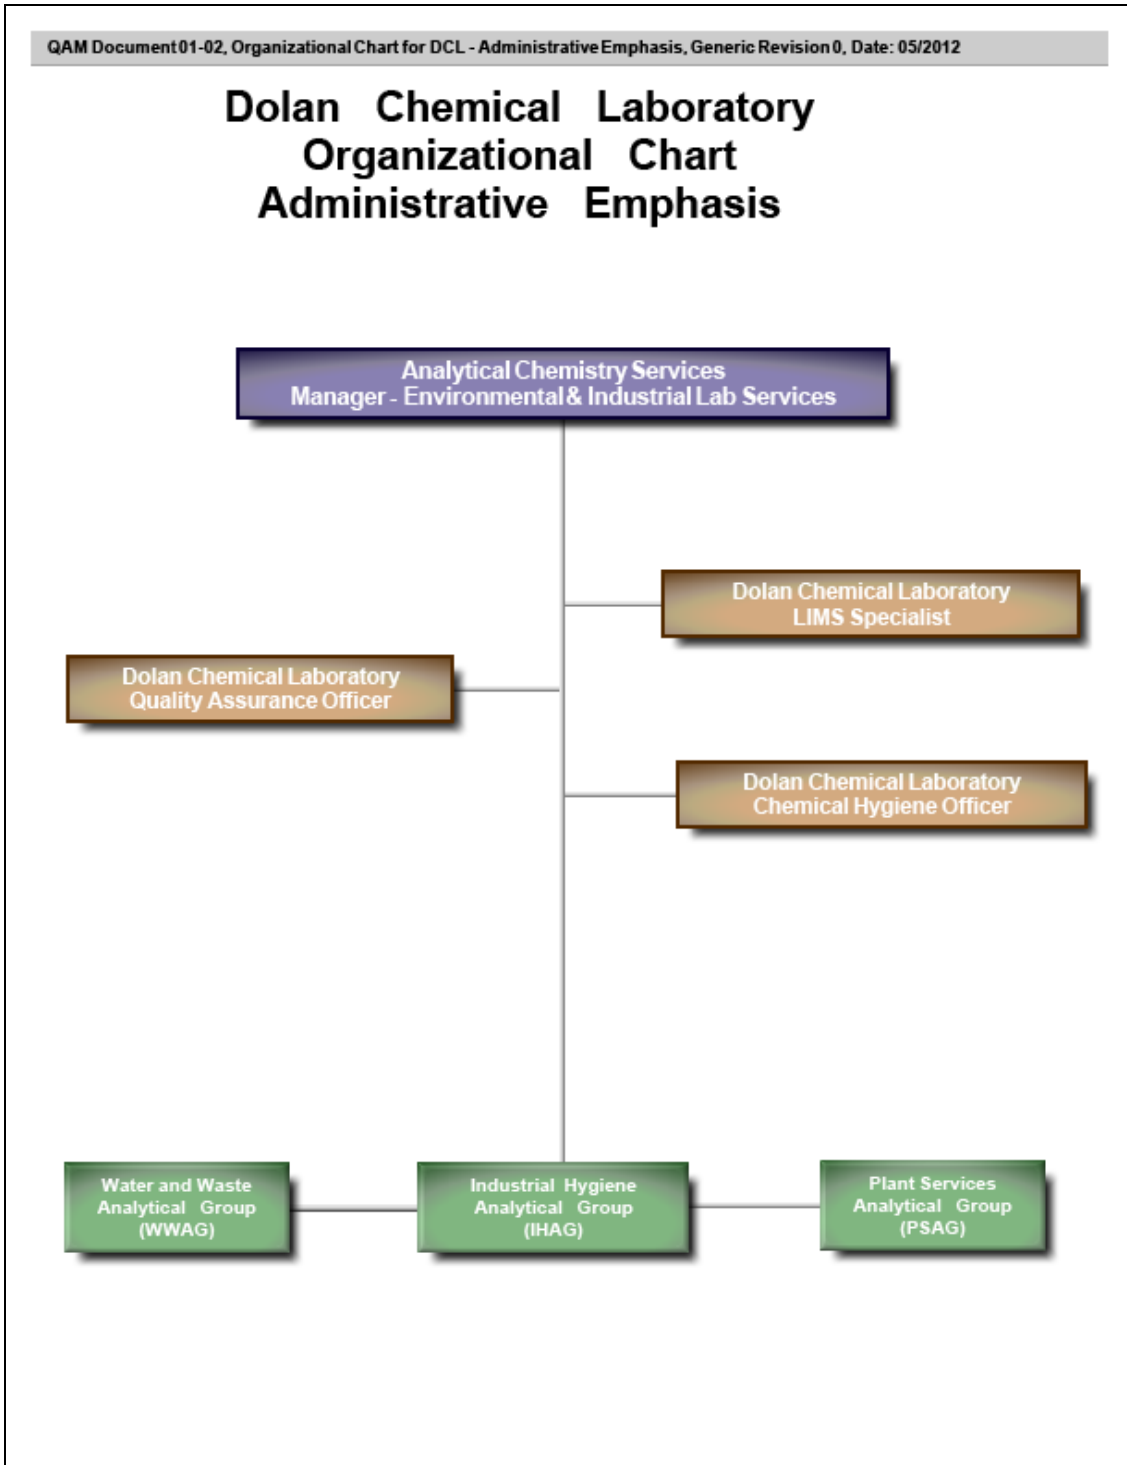 QAM Document 01-02, Organizational Chart for DCL - Administrative Emphasis, Generic Revision 0, Date: 05/2012
Dolan Chemical Laboratory
Organizational Chart
Administrative Emphasis
Analytical Chemistry Services
Manager - Environmental & Industrial Lab Services
Dolan Chemical Laboratory
LIMS Specialist
Dolan Chemical Laboratory
Quality Assurance Officer
Dolan Chemical Laboratory
Chemical Hygiene Officer
Water and Waste
Analytical Group
(WWAG)
Industrial Hygiene
Analytical Group
(IHAG)
Plant Services
Analytical Group
(PSAG)